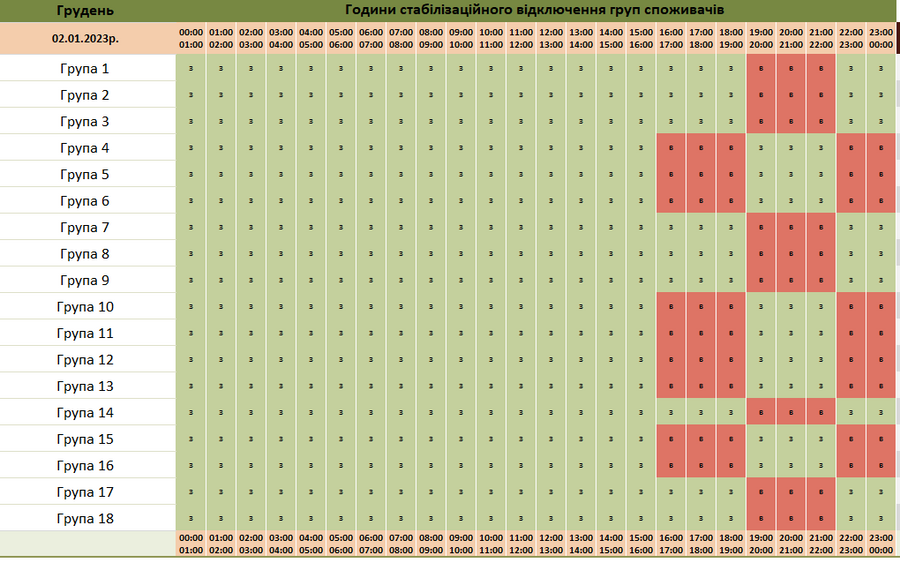 Грудень Години стабілізаційного відключення груп споживачів
02.01.2023р.
00:00 01:00 02:00 03:00 04:00 05:00 06:00 07:00 08:00 09:00 10:00 11:00 12:00 13:00 14:00 15:00 16:00 17:00 18:00 19:00 20:00 21:00 22:00 23:00
01:00 02:00 03:00 04:00 05:00 06:00 07:00 08:00 09:00 10:00 11:00 12:00 13:00 14:00 15:00 16:00 17:00 18:00 19:00 20:00 21:00 22:00 23:00 00:00
Група 1 З З З З З З З З З З З З З З З З З З З В В В З З
Група 2 З З З З З З З З З З З З З З З З З З З В В В З З
Група 3 З З З З З З З З З З З З З З З З З З З В В В З З
Група 4 З З З З З З З З З З З З З З З З В В В З З З В В
Група 5 З З З З З З З З З З З З З З З З В В В З З З В В
Група 6 З З З З З З З З З З З З З З З З В В В З З З В В
Група 7 З З З З З З З З З З З З З З З З З З З В В В З З
Група 8 З З З З З З З З З З З З З З З З З З З В В В З З
Група 9 З З З З З З З З З З З З З З З З З З З В В В З З
Група 10 З З З З З З З З З З З З З З З З В В В З З З В В
Група 11 З З З З З З З З З З З З З З З З В В В З З З В В
Група 12 З З З З З З З З З З З З З З З З В В В З З З В В
Група 13 З З З З З З З З З З З З З З З З В В В З З З В В
Група 14 З З З З З З З З З З З З З З З З З З З В В В З З
Група 15 З З З З З З З З З З З З З З З З В В В З З З В В
Група 16 З З З З З З З З З З З З З З З З В В В З З З В В
Група 17 З З З З З З З З З З З З З З З З З З З В В В З З
Група 18 З З З З З З З З З З З З З З З З З З З В В В З З
00:00 01:00 02:00 03:00 04:00 05:00 06:00 07:00 08:00 09:00 10:00 11:00 12:00 13:00 14:00 15:00 16:00 17:00 18:00 19:00 20:00 21:00 22:00 23:00
01:00 02:00 03:00 04:00 05:00 06:00 07:00 08:00 09:00 10:00 11:00 12:00 13:00 14:00 15:00 16:00 17:00 18:00 19:00 20:00 21:00 22:00 23:00 00:00